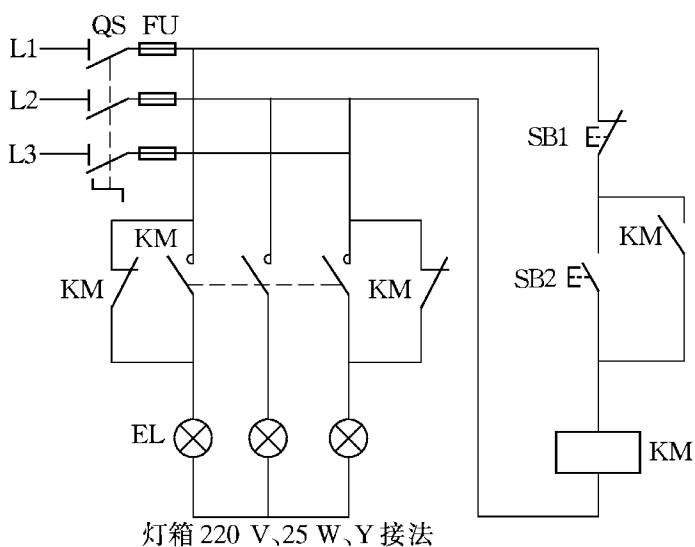 QS FU
L1
L2
L3
SB1
KM
KM
KM
KM
SB2
EL
KM
灯箱 220 V、25 W、Y 接法